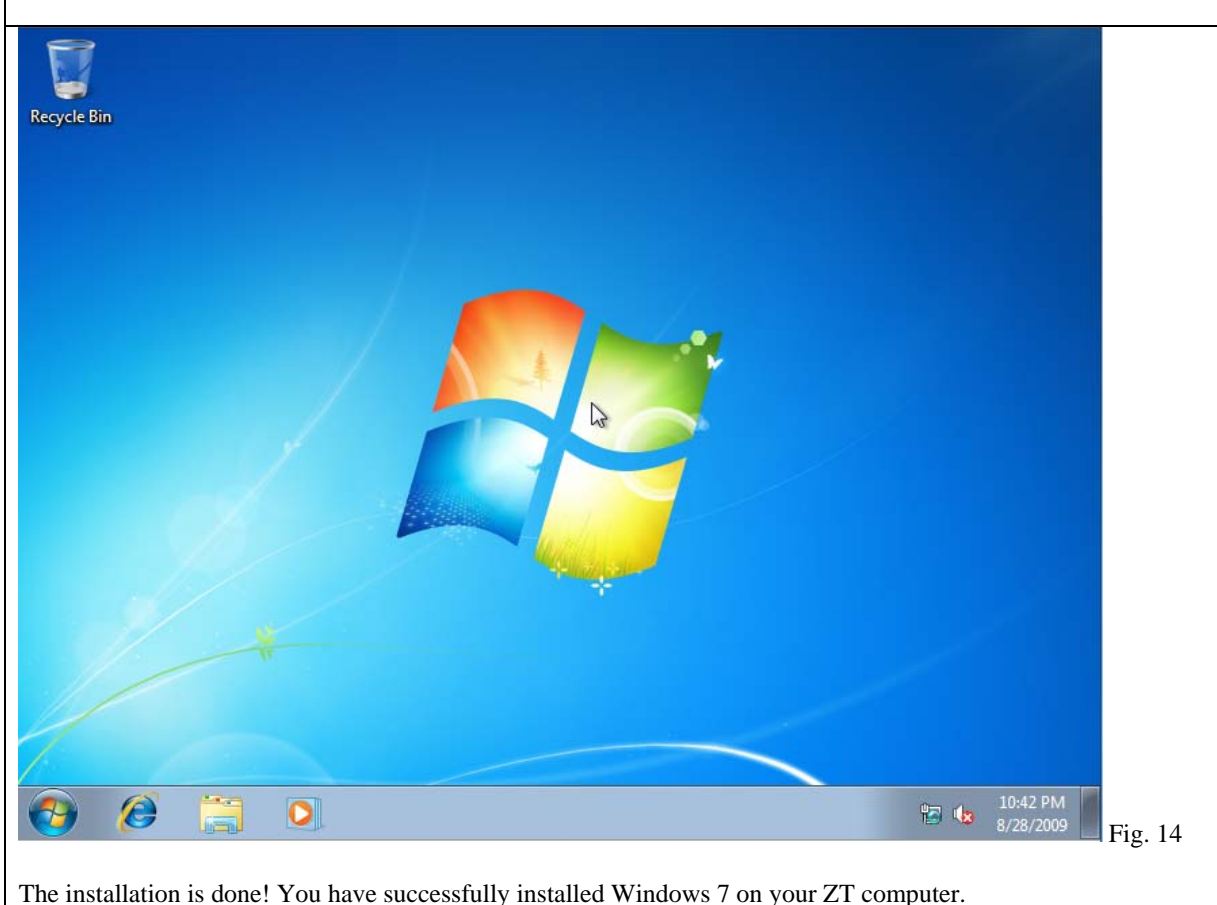 Recycle Bin
10:42 PM
8/28/2009
Fig. 14
The installation is done! You have successfully installed Windows 7 on your ZT computer.